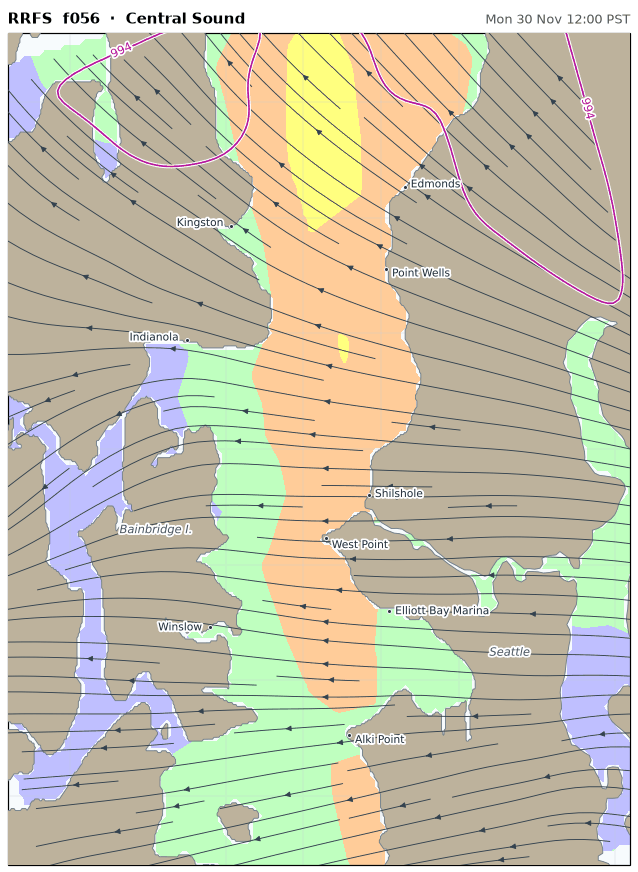 RRFS f056 · Central Sound
Mon 30 Nov 12:00 PST
994
994
Edmonds
Kingston
Point Wells
Indianola
Shilshole
Bainbridge I.
West Point
Elliott Bay Marina
Winslow
Seattle
Alki Point